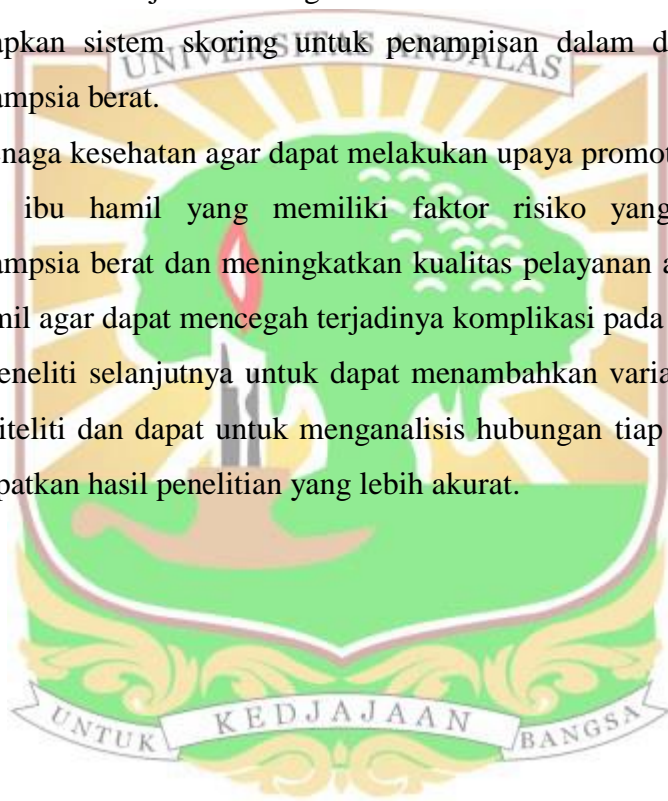 apkan sistem skoring untuk penampisan dalam d
UNIVERSITAS ANDALAS
ampsia berat.
enaga kesehatan agar dapat melakukan upaya promot
ibu hamil yang memiliki faktor risiko yang
ampsia berat dan meningkatkan kualitas pelayanan a
mil agar dapat mencegah terjadinya komplikasi pada
eneliti selanjutnya untuk dapat menambahkan varia
iteliti dan dapat untuk menganalisis hubungan tiap
patkan hasil penelitian yang lebih akurat.
UNTUK KEDJAJAAN BANGSA